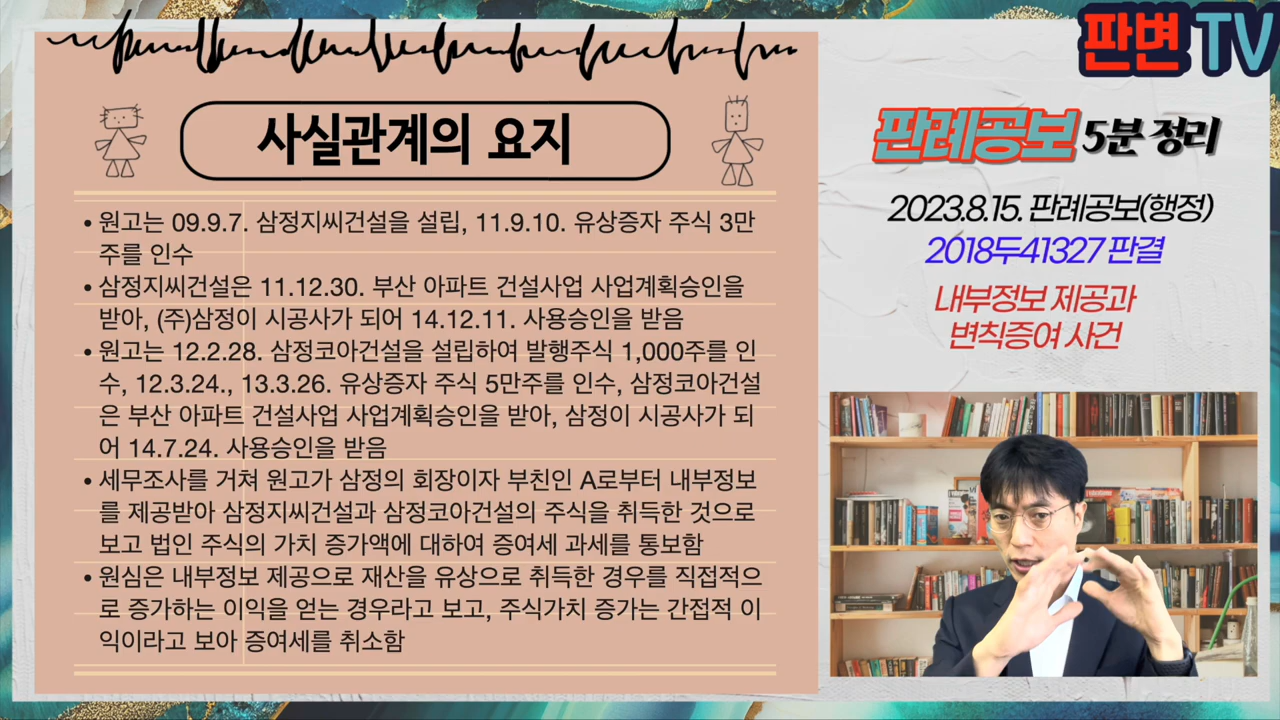 판변 TV
사실관계의 요지
• 원고는 09.9.7. 삼정지씨건설을 설립, 11.9.10. 유상증자 주식 3만
주를 인수
• 삼정지씨건설은 11.12.30. 부산 아파트 건설사업 사업계획승인을
받아, (주)삼정이 시공사가 되어 14.12.11. 사용승인을 받음
• 원고는 12.2.28. 삼정코아건설을 설립하여 발행주식 1,000주를 인
수, 12.3.24., 13.3.26. 유상증자 주식 5만주를 인수, 삼정코아건설
은 부산 아파트 건설사업 사업계획승인을 받아, 삼정이 시공사가 되
어 14.7.24. 사용승인을 받음
• 세무조사를 거쳐 원고가 삼정의 회장이자 부친인 A로부터 내부정보
를 제공받아 삼정지씨건설과 삼정코아건설의 주식을 취득한 것으로
보고 법인 주식의 가치 증가액에 대하여 증여세 과세를 통보함
• 원심은 내부정보 제공으로 재산을 유상으로 취득한 경우를 직접적으
로 증가하는 이익을 얻는 경우라고 보고, 주식가치 증가는 간접적 이
익이라고 보아 증여세를 취소함
판례공보 5분 정리
2023.8.15. 판례공보(행정)
2018두41327 판결
내부정보 제공과
변칙증여 사건